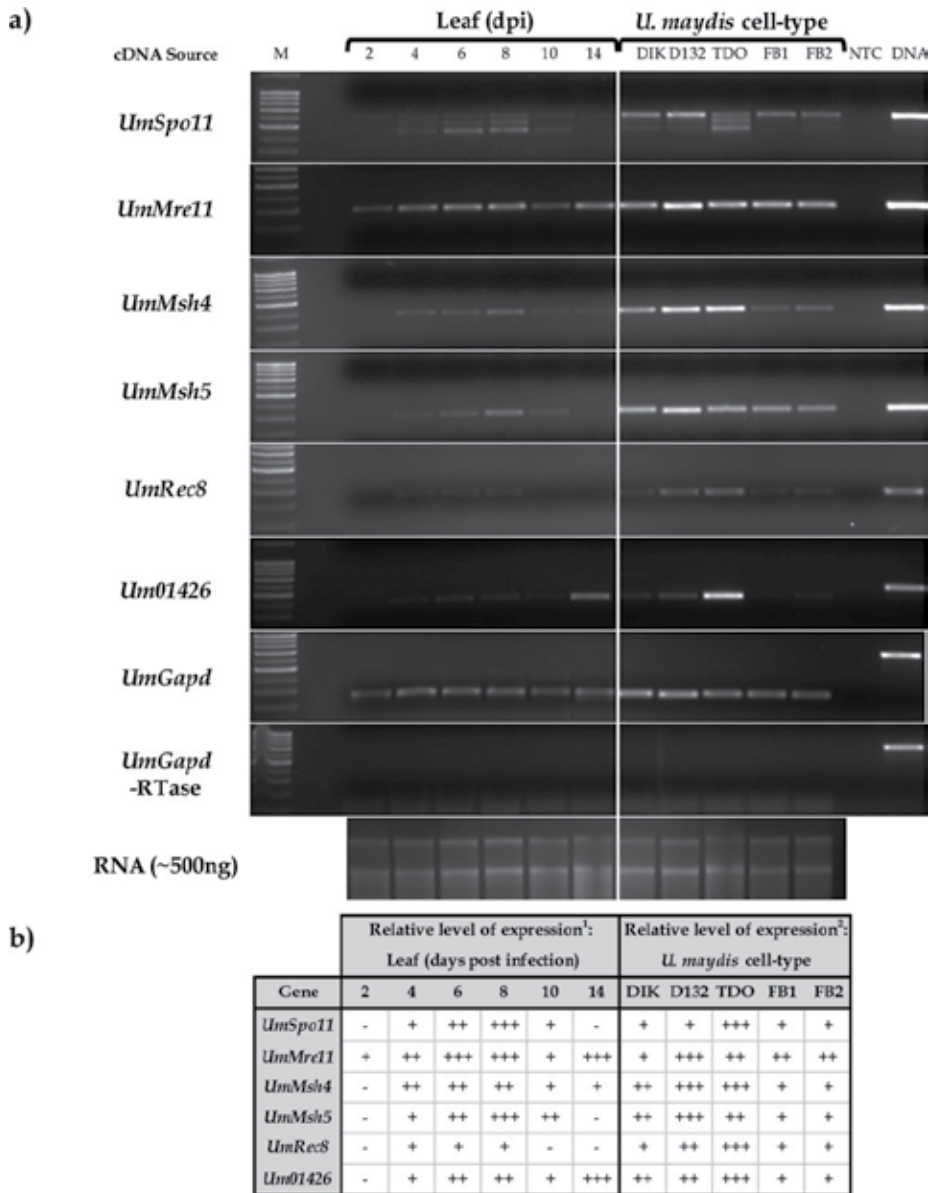 a)
Leaf (dpi) U. maydis cell-type
cDNA Source M 2 4 6 8 10 14 DIK D132 TDO FB1 FB2 NTC DNA
UmSpo11
UmMre11
UmMsh4
UmMsh5
UmRec8
Um01426
UmGapd
UmGapd
-RTase
RNA (~500ng)
b)
Relative level of expression¹: Relative level of expression²:
Leaf (days post infection) U. maydis cell-type
Gene 2 4 6 8 10 14 DIK D132 TDO FB1 FB2
UmSpo11 - + ++ +++ + - + + +++ + +
UmMre11 + ++ +++ +++ + +++ + +++ ++ ++ ++
UmMsh4 - ++ ++ ++ + + ++ +++ +++ + +
UmMsh5 - + ++ +++ ++ - ++ +++ ++ + +
UmRec8 - + + + - - + ++ +++ + +
Um01426 - + ++ ++ + +++ ++ ++ +++ + +